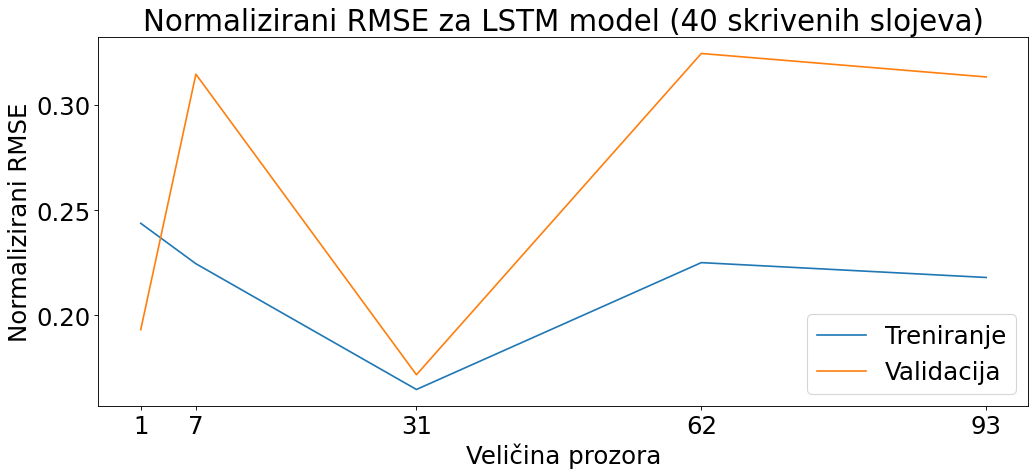 Normalizirani RMSE za LSTM model (40 skrivenih slojeva)
Normalizirani RMSE
0.30
0.25
0.20
Treniranje
Validacija
1 7 31 62 93
Veličina prozora